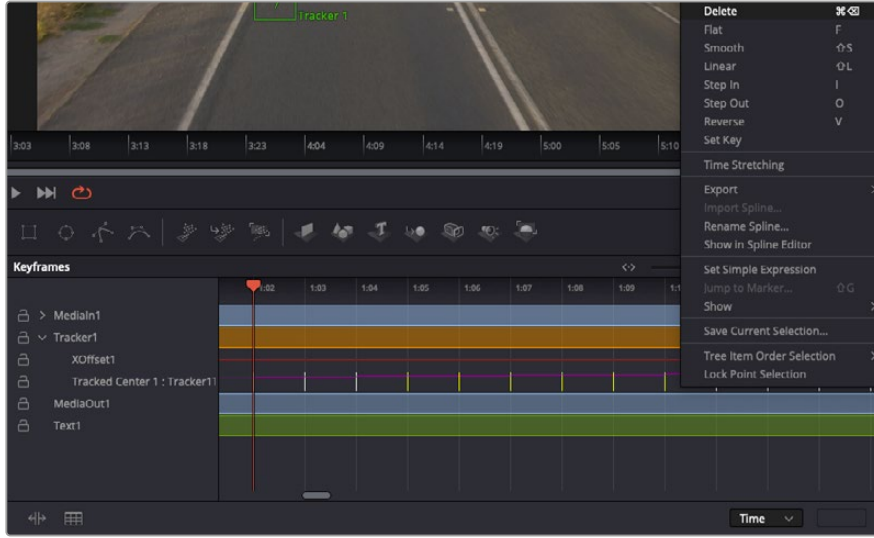 Tracker 1
Delete ⌘⌫
Flat F
Smooth ⇧S
Linear ⇧L
Step In I
Step Out O
Reverse V
Set Key
Time Stretching
Export
Import Spline...
Rename Spline...
Show in Spline Editor
Set Simple Expression
Jump to Marker... ⇧G
Show
Save Current Selection...
Tree Item Order Selection
Lock Point Selection
3:03 3:08 3:13 3:18 3:23 4:04 4:09 4:14 4:19 5:00 5:05 5:10
Keyframes
1:02 1:03 1:04 1:05 1:06 1:07 1:08 1:09
MediaIn1
Tracker1
XOffset1
Tracked Center 1 : Tracker1
MediaOut1
Text1
Time